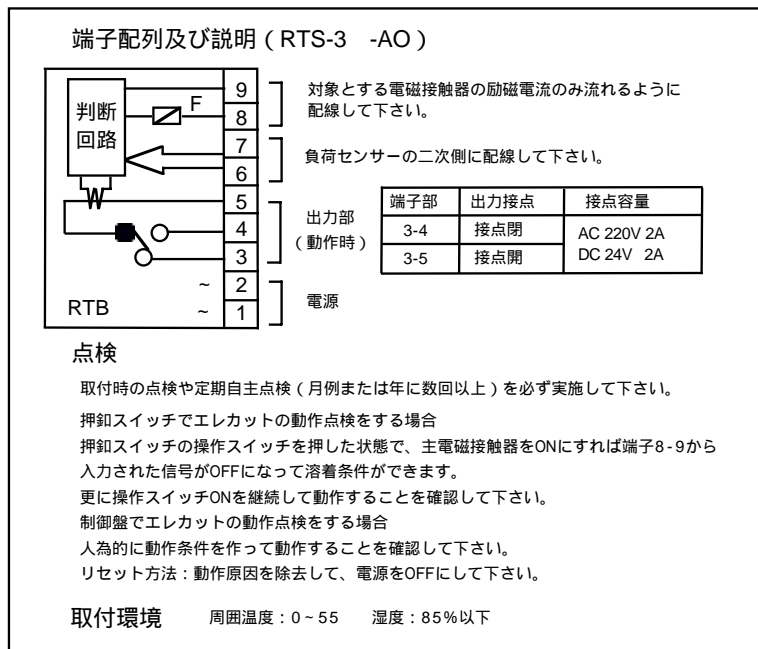 端子配列及び説明（RTS-3　-AO）
判断
回路
F
9
8
7
6
5
4
3
2
1
~
~
RTB
対象とする電磁接触器の励磁電流のみ流れるように
配線して下さい。
負荷センサーの二次側に配線して下さい。
出力部
（動作時）
電源
端子部 出力接点 接点容量
3-4 接点閉 AC 220V 2A
3-5 接点開 DC 24V 2A
点検
取付時の点検や定期自主点検（月例または年に数回以上）を必ず実施して下さい。
押釦スイッチでエレカットの動作点検をする場合
押釦スイッチの操作スイッチを押した状態で、主電磁接触器をONにすれば端子8-9から
入力された信号がOFFになって溶着条件ができます。
更に操作スイッチONを継続して動作することを確認して下さい。
制御盤でエレカットの動作点検をする場合
人為的に動作条件を作って動作することを確認して下さい。
リセット方法：動作原因を除去して、電源をOFFにして下さい。
取付環境　周囲温度：0~55　湿度：85%以下